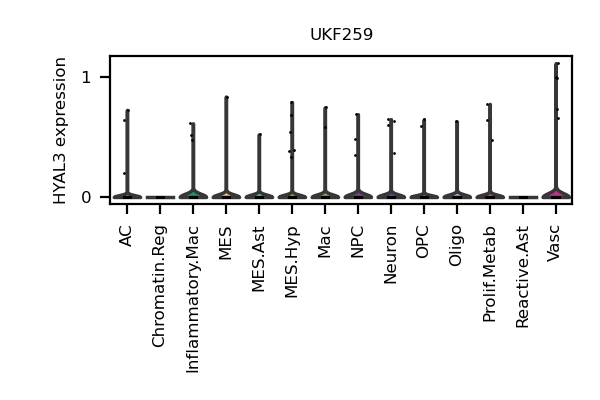 UKF259
HYAL3 expression
1
0
AC
Chromatin.Reg
Inflammatory.Mac
MES
MES.Ast
MES.Hyp
Mac
NPC
Neuron
OPC
Oligo
Prolif.Metab
Reactive.Ast
Vasc